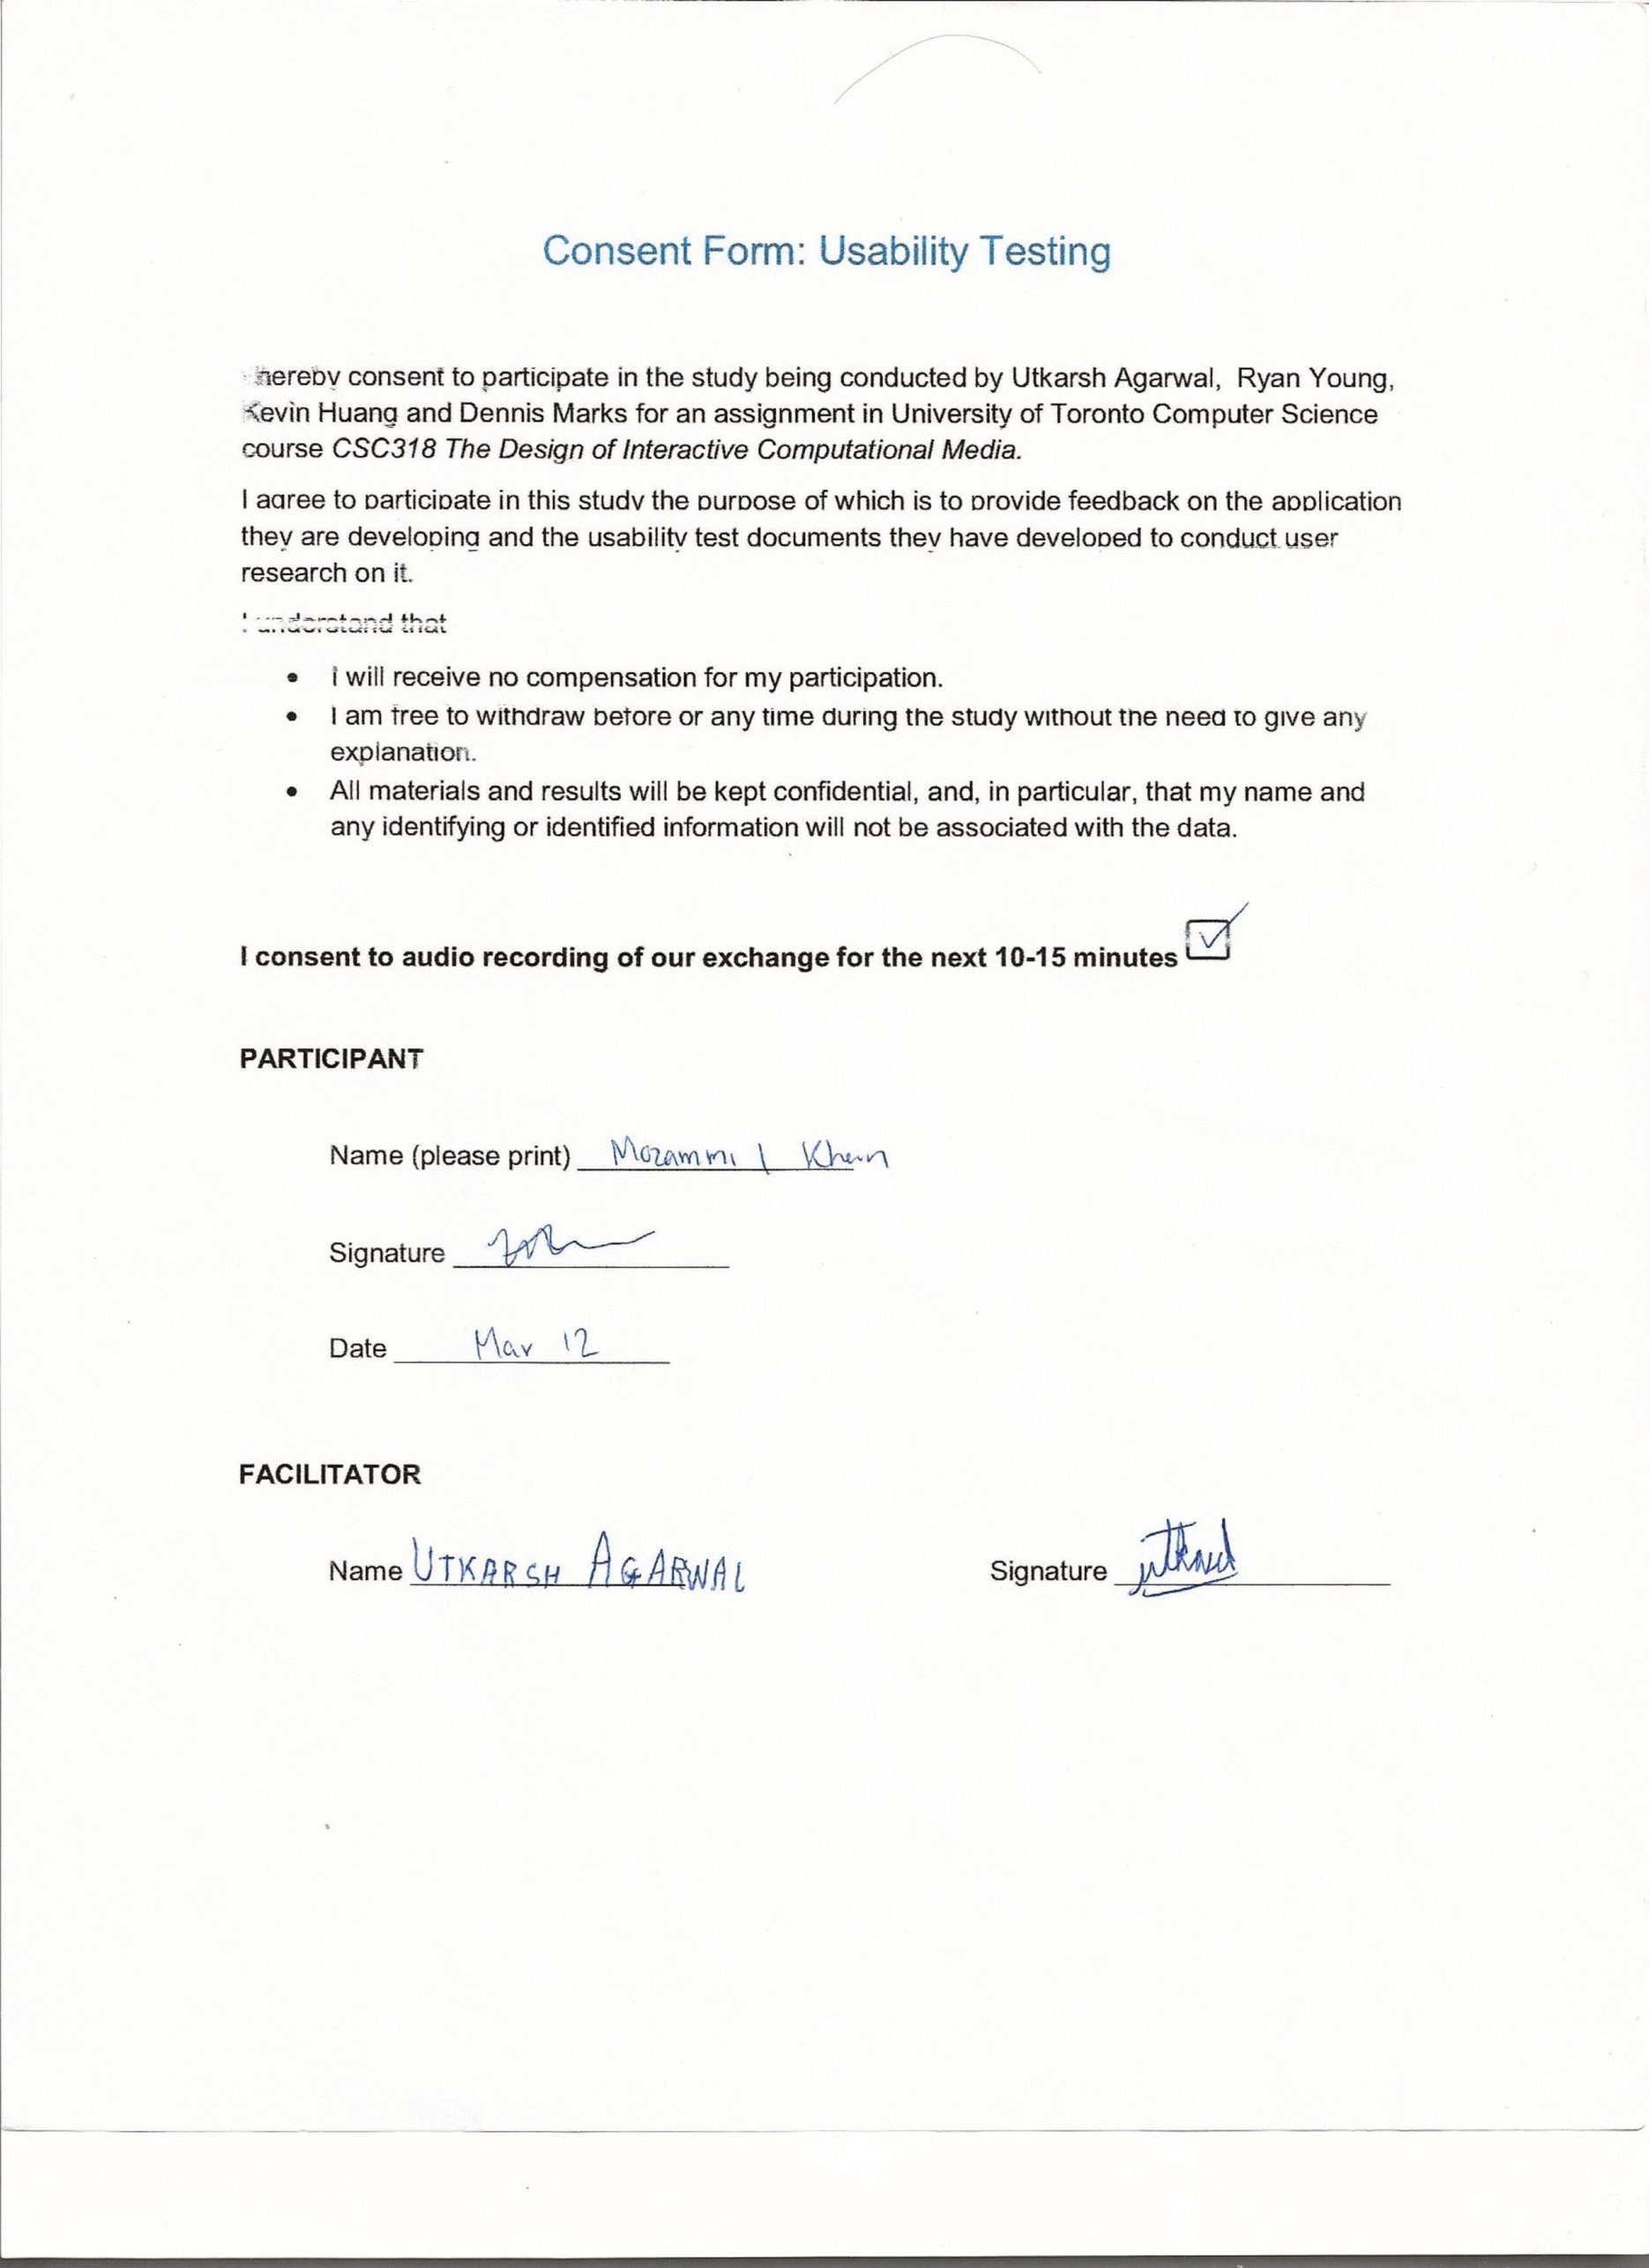 Consent Form: Usability Testing
hereby consent to participate in the study being conducted by Utkarsh Agarwal, Ryan Young,
Kevin Huang and Dennis Marks for an assignment in University of Toronto Computer Science
course CSC318 The Design of Interactive Computational Media.
I agree to participate in this study the purpose of which is to provide feedback on the application
they are developing and the usability test documents they have developed to conduct user
research on it.
I understand that
• I will receive no compensation for my participation.
• I am free to withdraw before or any time during the study without the need to give any
explanation.
• All materials and results will be kept confidential, and, in particular, that my name and
any identifying or identified information will not be associated with the data.
I consent to audio recording of our exchange for the next 10-15 minutes ☑
PARTICIPANT
Name (please print) Khan
Signature
Date Mar 12
FACILITATOR
Name UTKARSH AGARWAL Signature